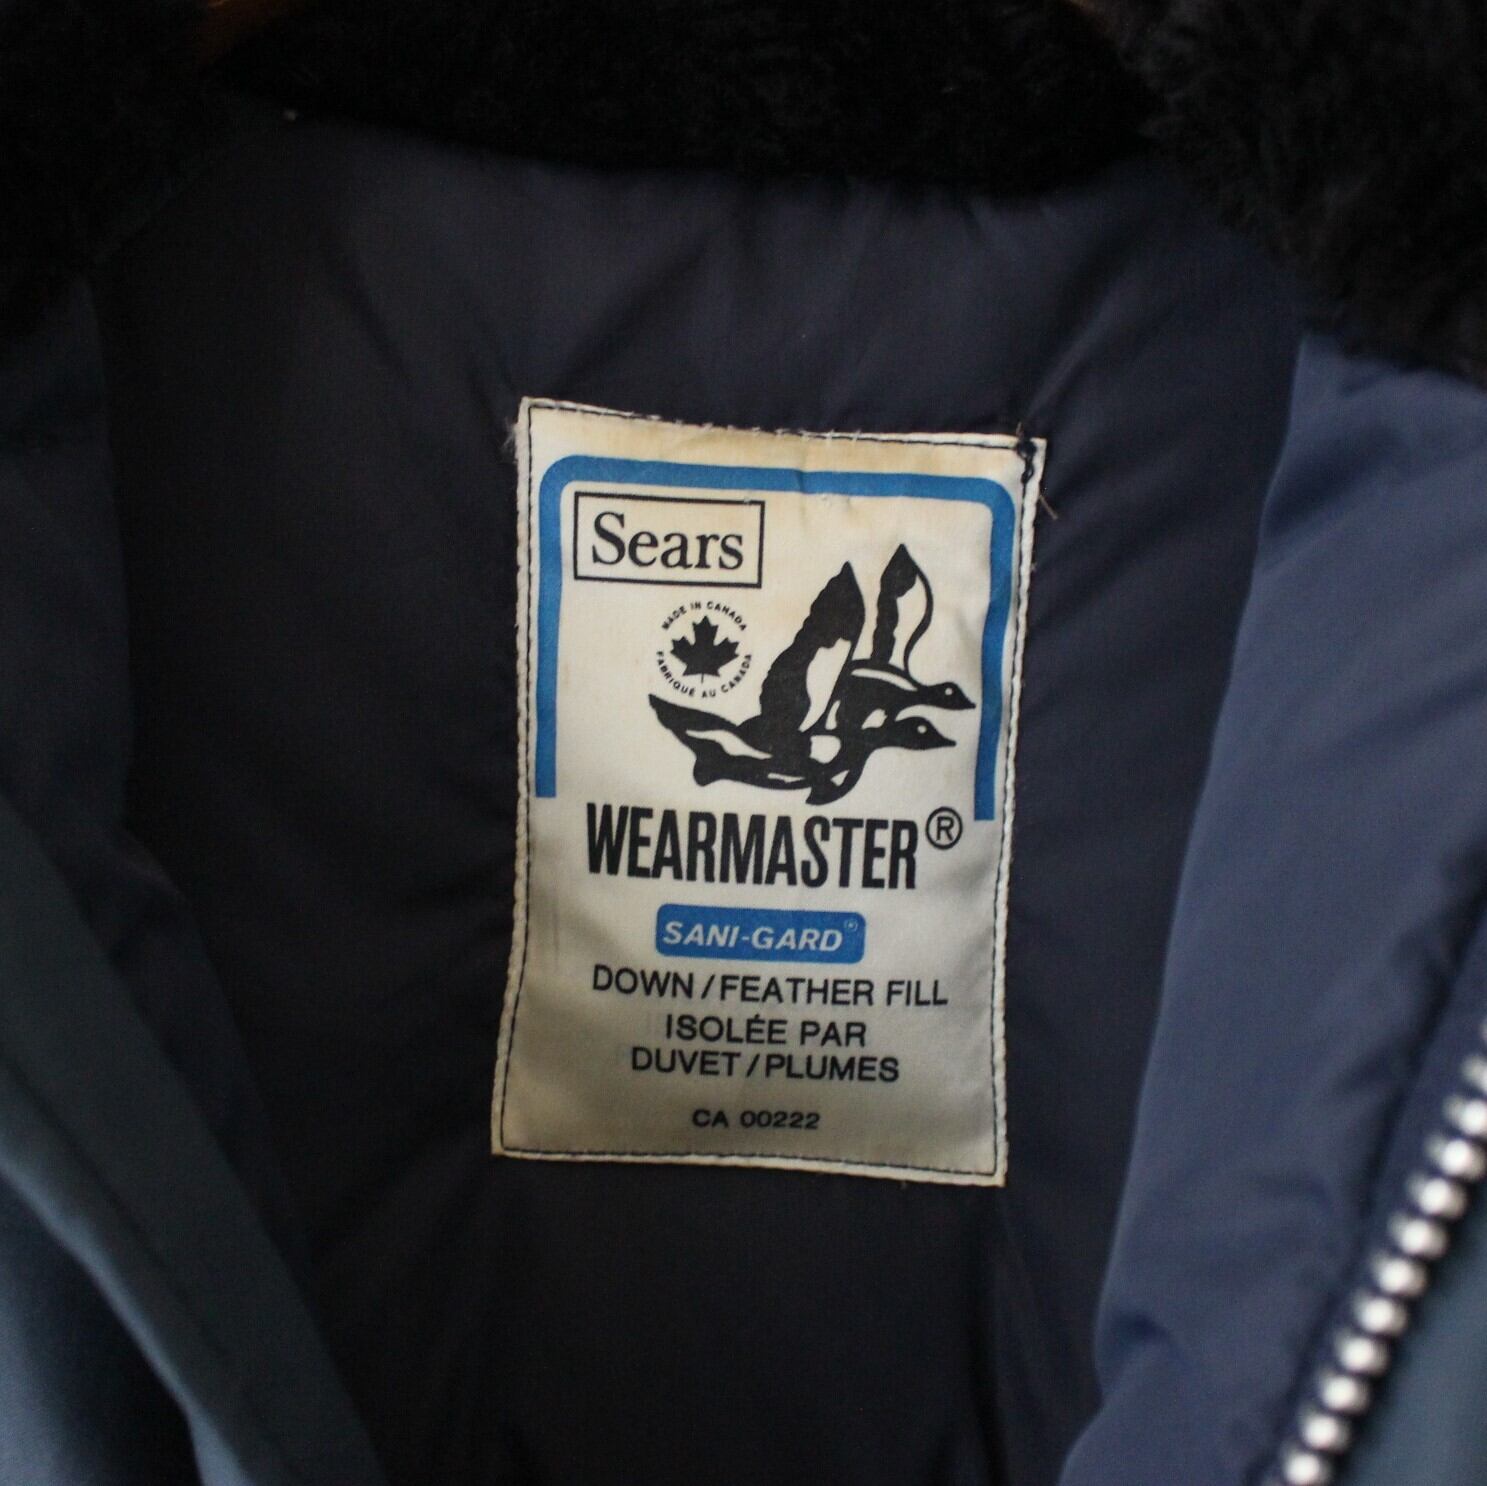 Sears
MADE IN CANADA
FABRIQUÉ AU CANADA
WEARMASTER®
SANI-GARD®
DOWN/FEATHER FILL
ISOLÉE PAR
DUVET/PLUMES
CA 00222